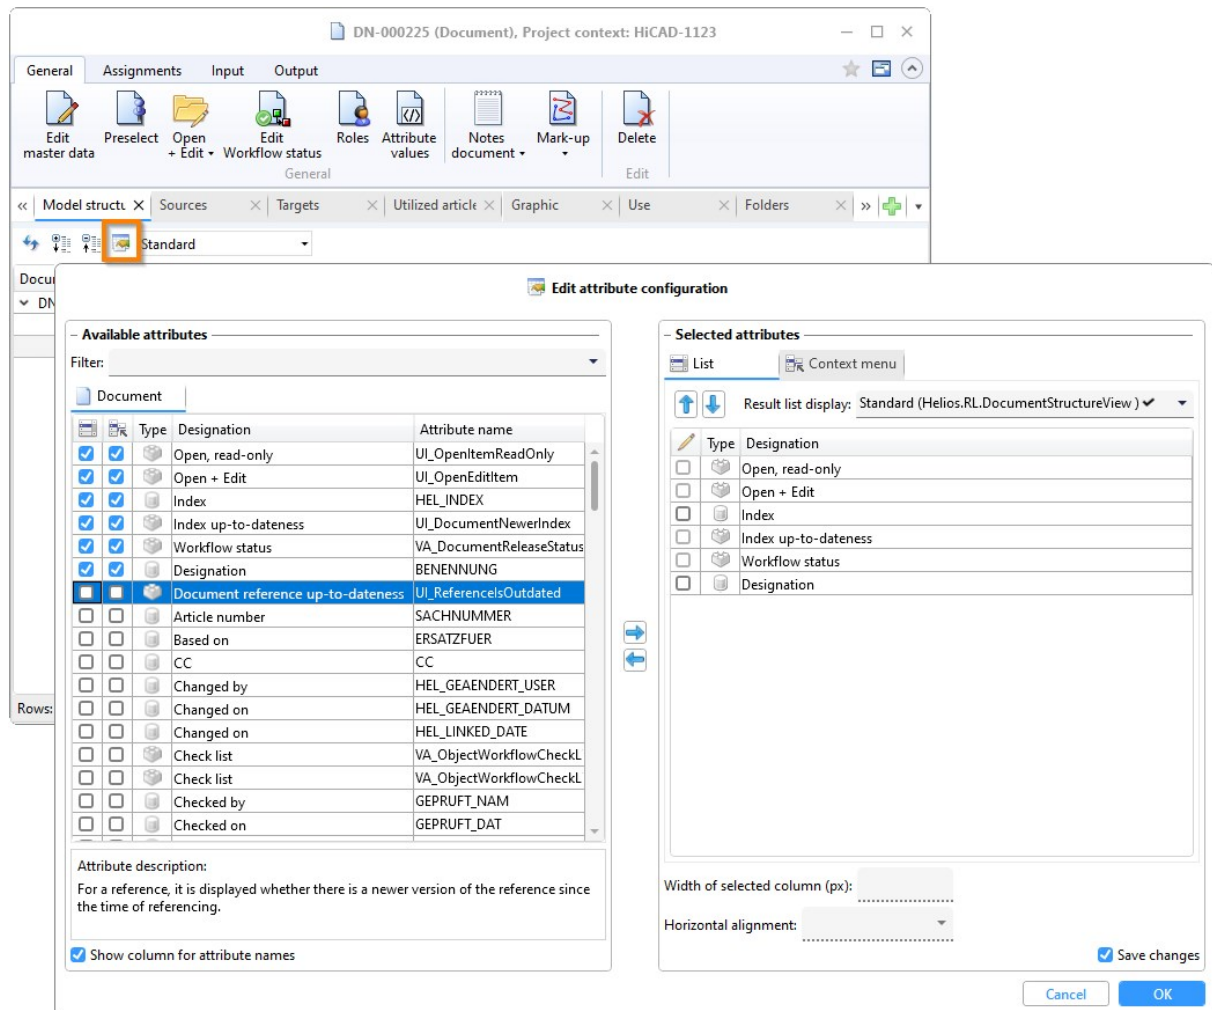 DN-000225 (Document), Project context: HiCAD-1123
General Assignments Input Output
Edit master data Preselect Open + Edit Edit Workflow status Roles Attribute values Notes document Mark-up Delete
General Edit
« Model structu Sources Targets Utilized article Graphic Use Folders »
Standard
Docu
DN
Rows:
Edit attribute configuration
Available attributes
Filter:
Document
Type Designation Attribute name
Open, read-only UI_OpenItemReadOnly
Open + Edit UI_OpenEditItem
Index HEL_INDEX
Index up-to-dateness UI_DocumentNewerIndex
Workflow status VA_DocumentReleaseStatus
Designation BENENNUNG
Document reference up-to-dateness UI_ReferenceIsOutdated
Article number SACHNUMMER
Based on ERSATZFUER
CC CC
Changed by HEL_GEAENDERT_USER
Changed on HEL_GEAENDERT_DATUM
Changed on HEL_LINKED_DATE
Check list VA_ObjectWorkflowCheckL
Check list VA_ObjectWorkflowCheckL
Checked by GEPRUFT_NAM
Checked on GEPRUFT_DAT
Attribute description:
For a reference, it is displayed whether there is a newer version of the reference since
the time of referencing.
Show column for attribute names
Selected attributes
List Context menu
Result list display: Standard (Helios.RL.DocumentStructureView ) ✔
Type Designation
Open, read-only
Open + Edit
Index
Index up-to-dateness
Workflow status
Designation
Width of selected column (px):
Horizontal alignment:
Save changes
Cancel OK